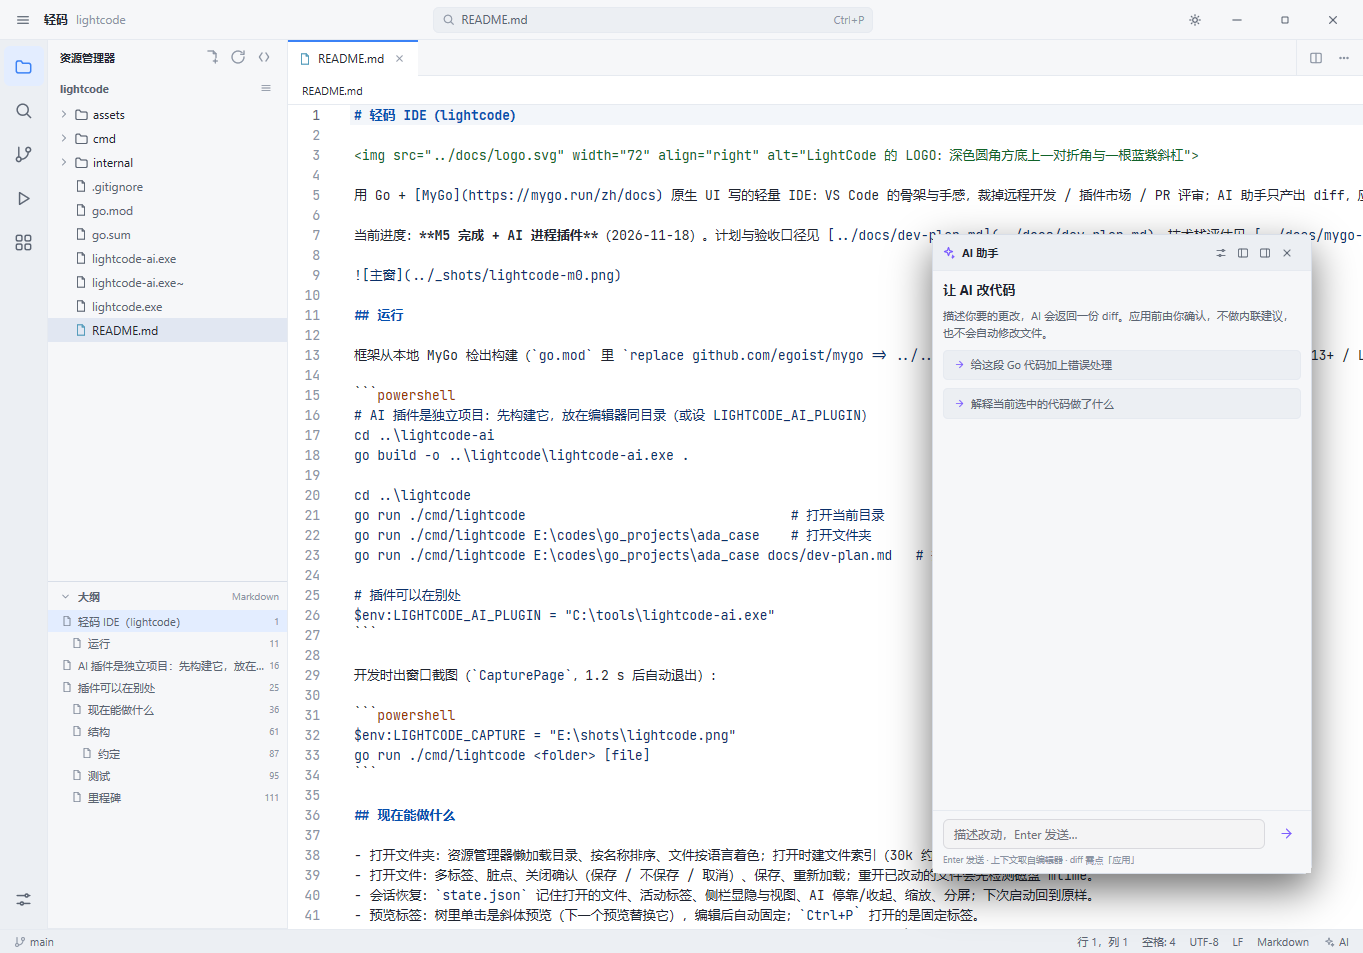 轻码 lightcode
README.md
Ctrl+P
资源管理器
lightcode
assets
cmd
internal
.gitignore
go.mod
go.sum
lightcode-ai.exe
lightcode-ai.exe~
lightcode.exe
README.md
大纲
Markdown
轻码 IDE（lightcode） 1
运行 11
AI 插件是独立项目：先构建它，放在... 16
插件可以在别处 25
现在能做什么 36
结构 61
约定 87
测试 95
里程碑 111
README.md
README.md
1 # 轻码 IDE（lightcode）
2
3 <img src="../docs/logo.svg" width="72" align="right" alt="LightCode 的 LOGO：深色圆角方底上一对折角与一根蓝紫斜杠">
4
5 用 Go + [MyGo](https://mygo.run/zh/docs) 原生 UI 写的轻量 IDE：VS Code 的骨架与手感，裁掉远程开发 / 插件市场 / PR 评审；AI 助手只产出 diff，
6
7 当前进度：**M5 完成 + AI 进程插件**（2026-11-18）。计划与验收口径见 [../docs/dev-plan.md](
8
9 ![主窗](../_shots/lightcode-m0.png)
10
11 ## 运行
12
13 框架从本地 MyGo 检出构建（`go.mod` 里 `replace github.com/egoist/mygo => ../.. 13+ / L
14
15 ```powershell
16 # AI 插件是独立项目：先构建它，放在编辑器同目录（或设 LIGHTCODE_AI_PLUGIN）
17 cd ..\lightcode-ai
18 go build -o ..\lightcode\lightcode-ai.exe .
19
20 cd ..\lightcode
21 go run ./cmd/lightcode # 打开当前目录
22 go run ./cmd/lightcode E:\codes\go_projects\ada_case # 打开文件夹
23 go run ./cmd/lightcode E:\codes\go_projects\ada_case docs/dev-plan.md #
24
25 # 插件可以在别处
26 $env:LIGHTCODE_AI_PLUGIN = "C:\tools\lightcode-ai.exe"
27 ```
28
29 开发时出窗口截图（`CapturePage`，1.2 s 后自动退出）：
30
31 ```powershell
32 $env:LIGHTCODE_CAPTURE = "E:\shots\lightcode.png"
33 go run ./cmd/lightcode <folder> [file]
34 ```
35
36 ## 现在能做什么
37
38 - 打开文件夹：资源管理器懒加载目录、按名称排序、文件按语言着色；打开时建文件索引（30k 约
39 - 打开文件：多标签、脏点、关闭确认（保存 / 不保存 / 取消）、保存、重新加载；重开已改动的文件会先检测磁盘 mtime。
40 - 会话恢复：`state.json` 记住打开的文件、活动标签、侧栏显隐与视图、AI 停靠/收起、缩放、分屏；下次启动回到原样。
41 - 预览标签：树里单击是斜体预览（下一个预览替换它），编辑后自动固定；`Ctrl+P` 打开的是固定标签。
AI 助手
让 AI 改代码
描述你要的更改，AI 会返回一份 diff。应用前由你确认，不做内联建议，
也不会自动修改文件。
给这段 Go 代码加上错误处理
解释当前选中的代码做了什么
描述改动，Enter 发送...
Enter 发送 · 上下文取自编辑器 · diff 需点「应用」
main
行 1，列 1 空格: 4 UTF-8 LF Markdown AI